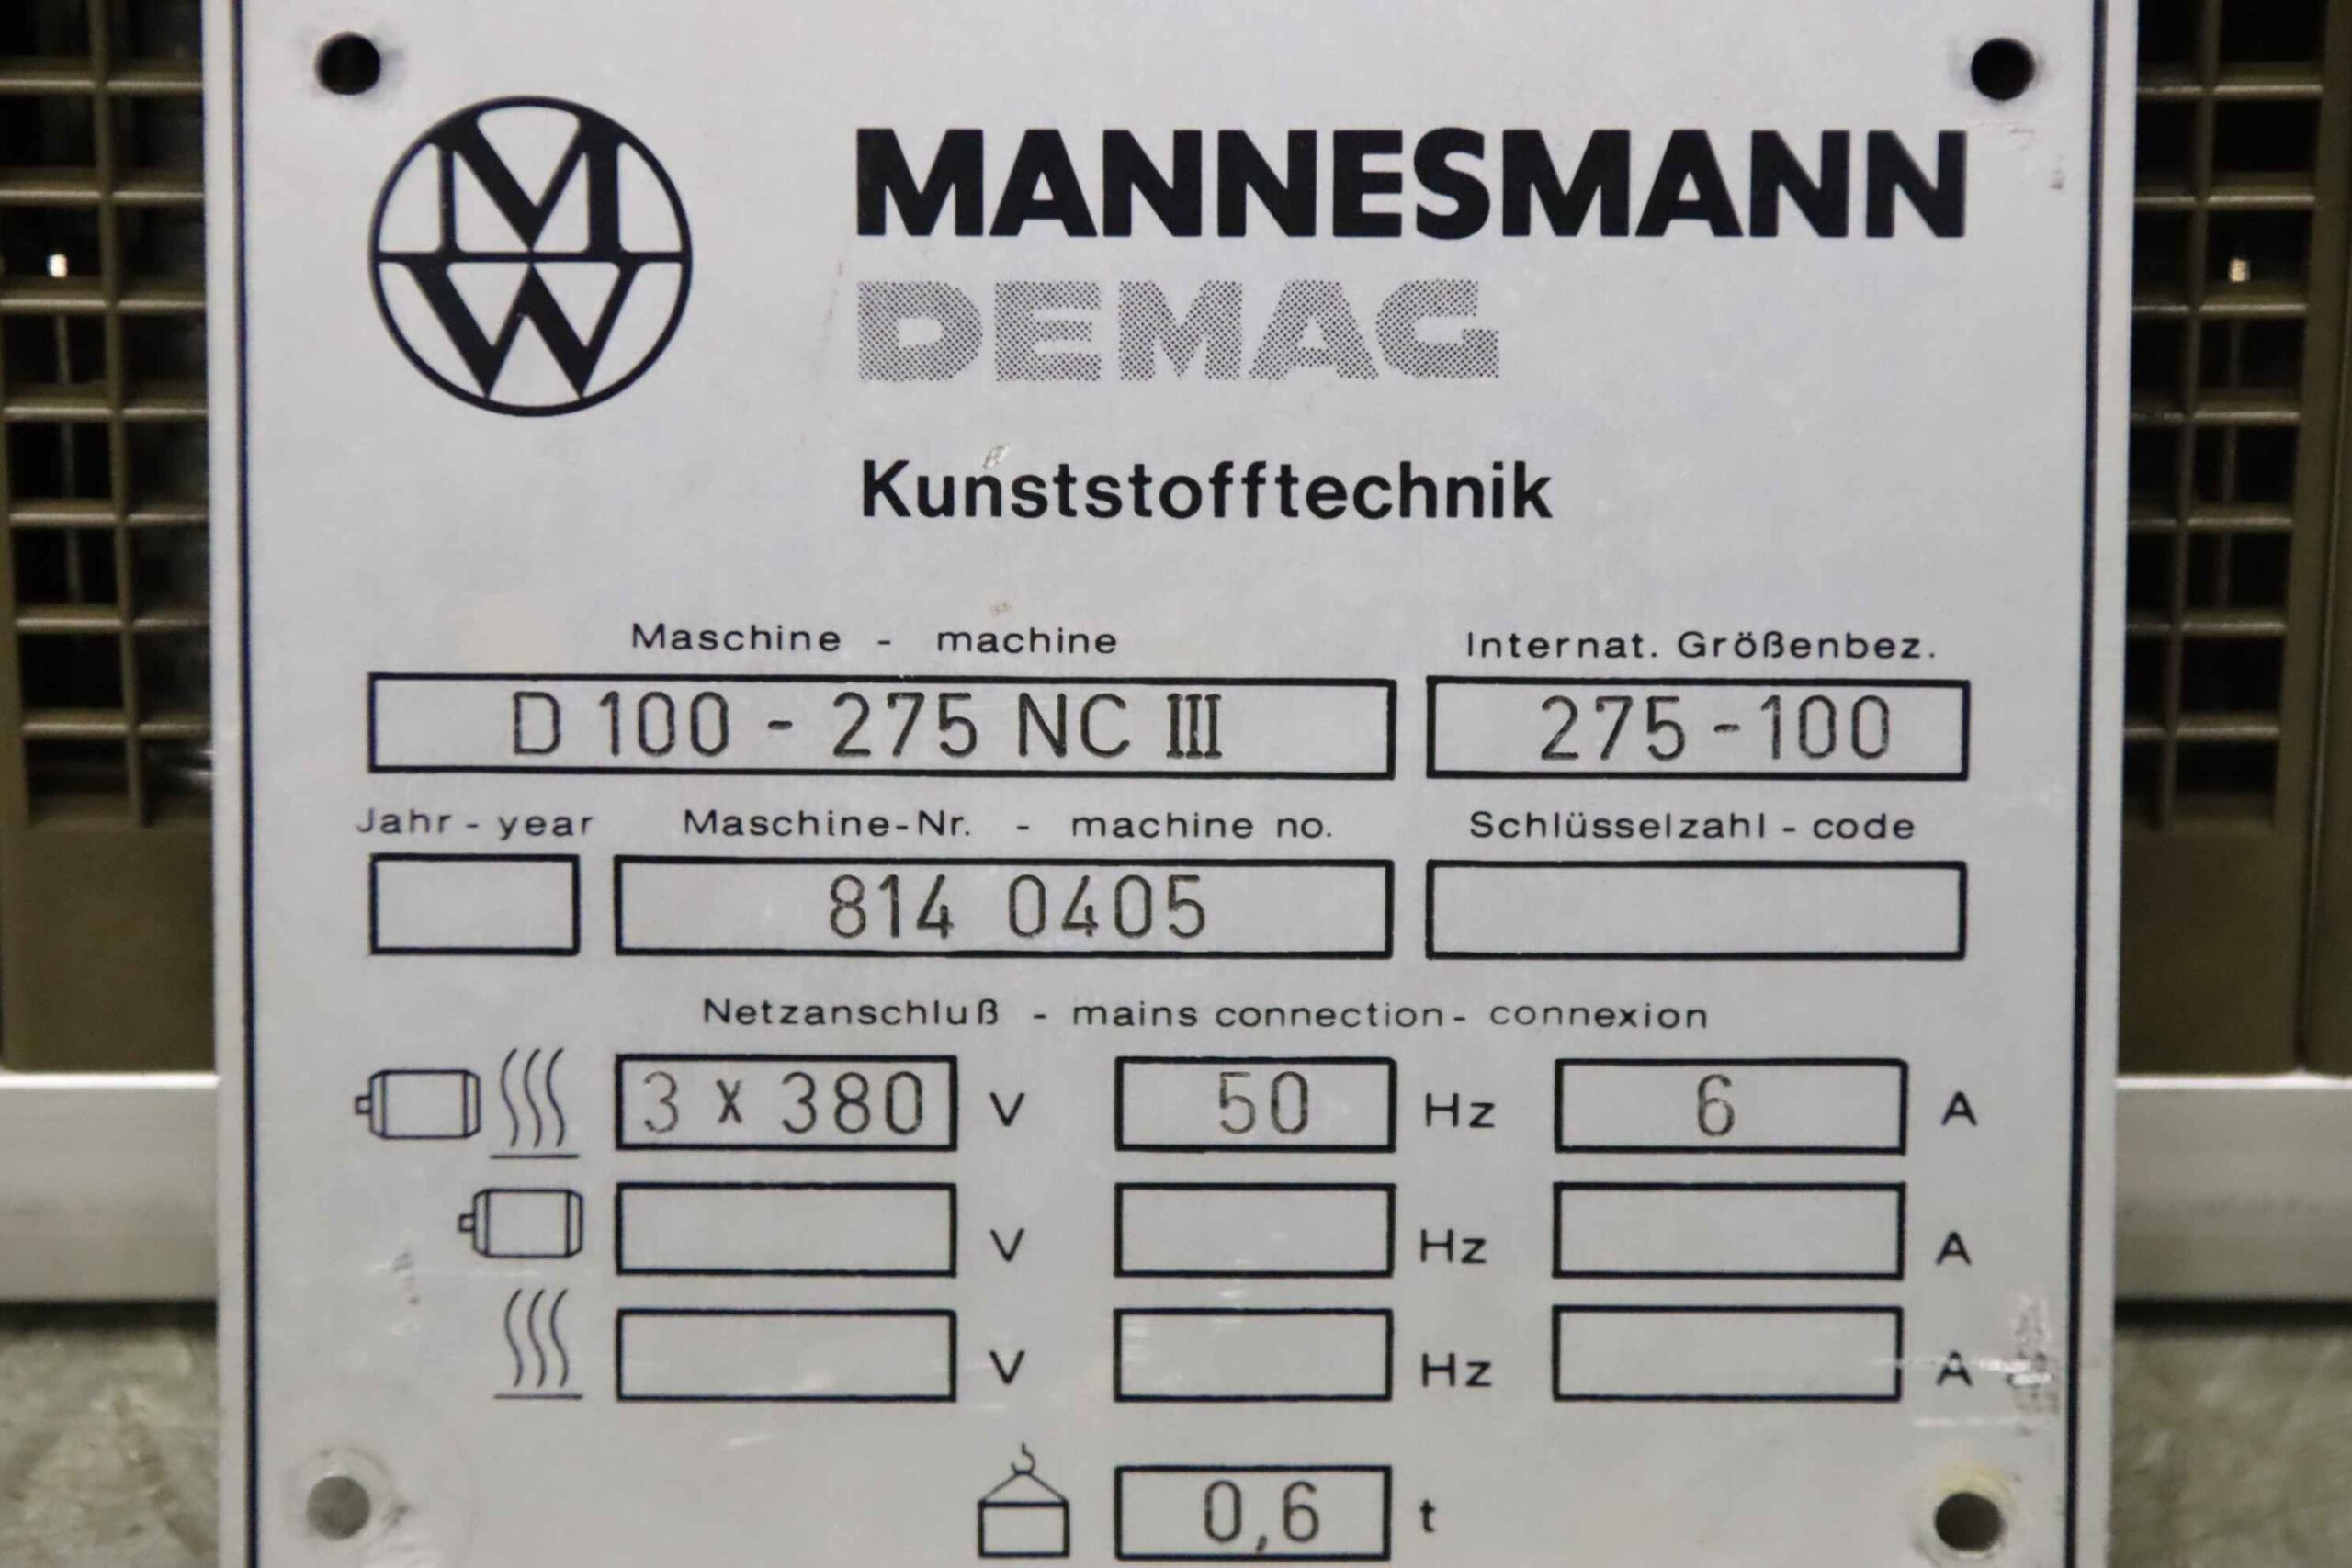 MW
MANNESMANN
DEMAG
Kunststofftechnik
Maschine - machine Internat. Größenbez.
D 100 - 275 NC III 275-100
Jahr - year Maschine-Nr. - machine no. Schlüsselzahl - code
814 0405
Netzanschluß - mains connection - connexion
3 x 380 V 50 Hz 6 A
V Hz A
V Hz A
0,6 t